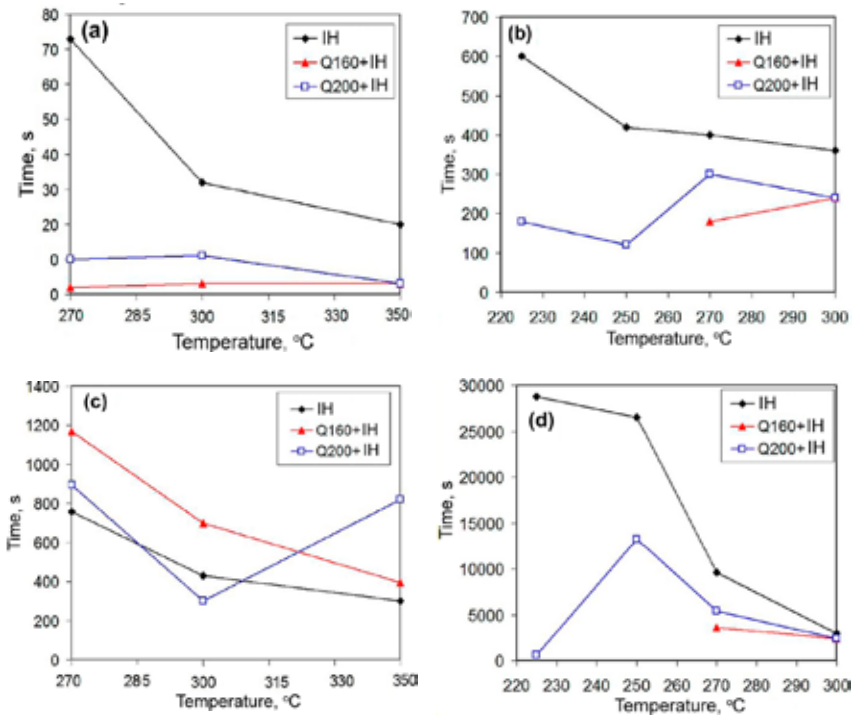 (a)
IH
Q160+IH
Q200+IH
80
70
60
50
40
30
20
0
0
Time, s
270 285 300 315 335 350
Temperature, °C
(b)
IH
Q160+IH
Q200+IH
700
600
500
400
300
200
100
0
Time, s
220 230 240 250 260 270 280 290 300
Temperature, °C
(c)
IH
Q160+IH
Q200+IH
1400
1200
1000
800
600
400
200
0
Time, s
270 285 300 315 335 350
Temperature, °C
(d)
IH
Q160+IH
Q200+IH
30000
25000
20000
15000
10000
5000
0
Time, s
220 230 240 250 260 270 280 290 300
Temperature, °C